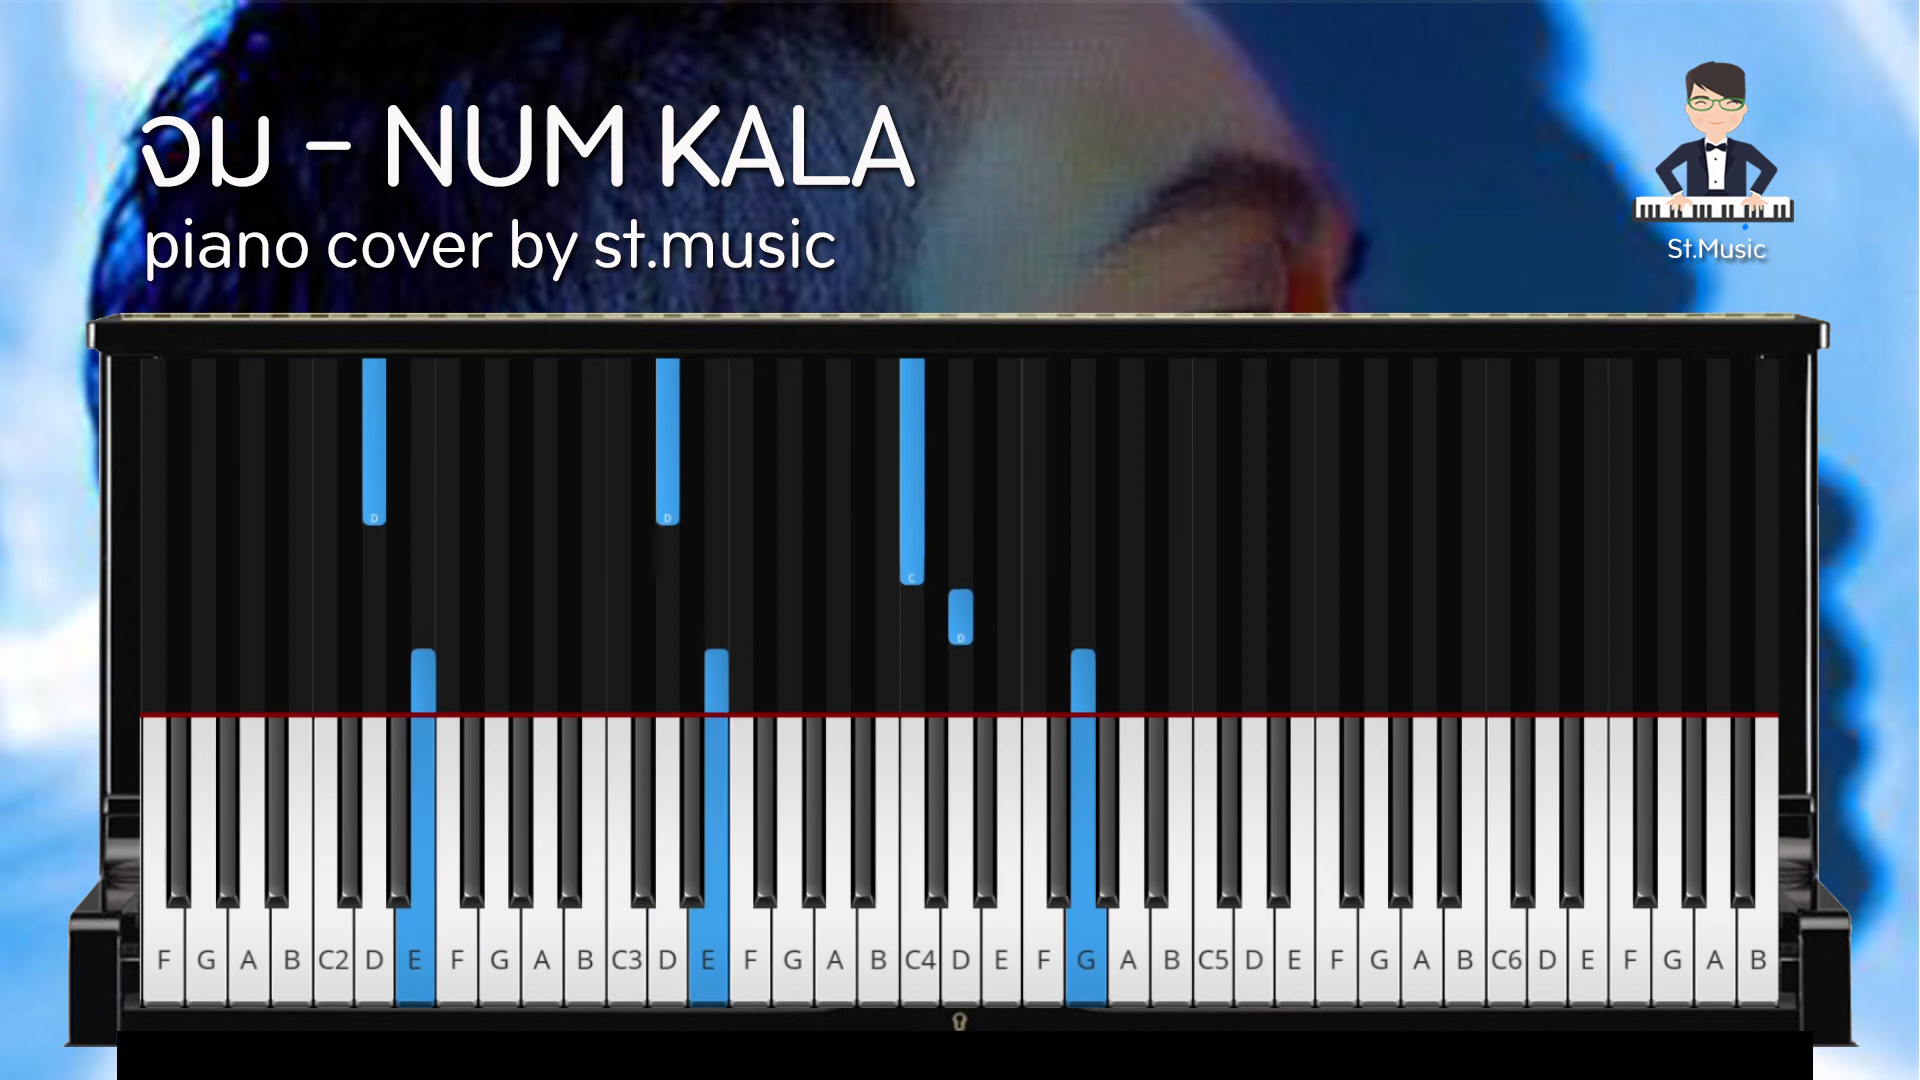 จม - NUM KALA
piano cover by st.music
St.Music
D
D
C
D
F G A B C2 D E F G A B C3 D E F G A B C4 D E F G A B C5 D E F G A B C6 D E F G A B